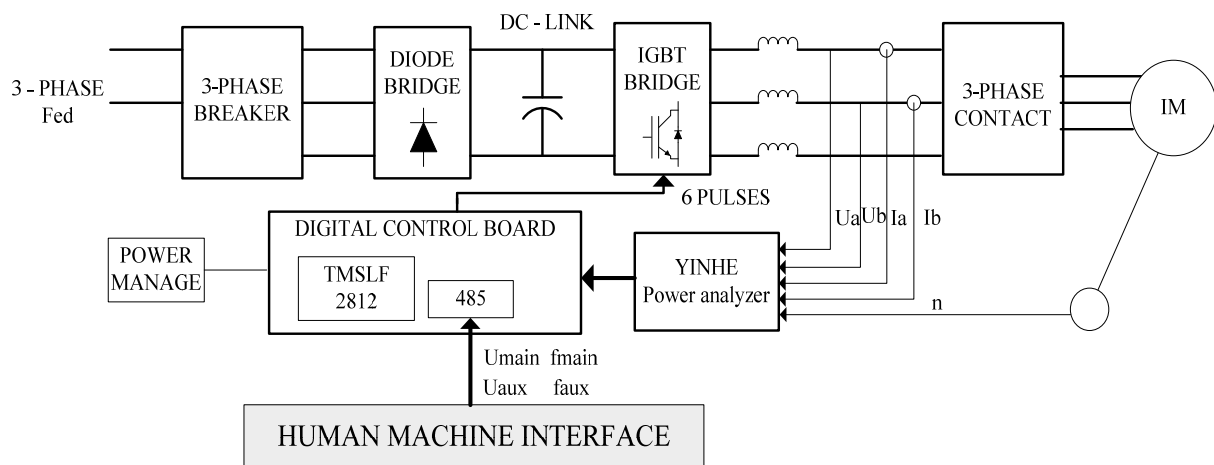 DC - LINK
3 - PHASE
Fed
3-PHASE
BREAKER
DIODE
BRIDGE
IGBT
BRIDGE
3-PHASE
CONTACT
IM
6 PULSES
Ua Ub Ia Ib
DIGITAL CONTROL BOARD
POWER
MANAGE
TMSLF
2812
485
YINHE
Power analyzer
n
Umain fmain
Uaux faux
HUMAN MACHINE INTERFACE